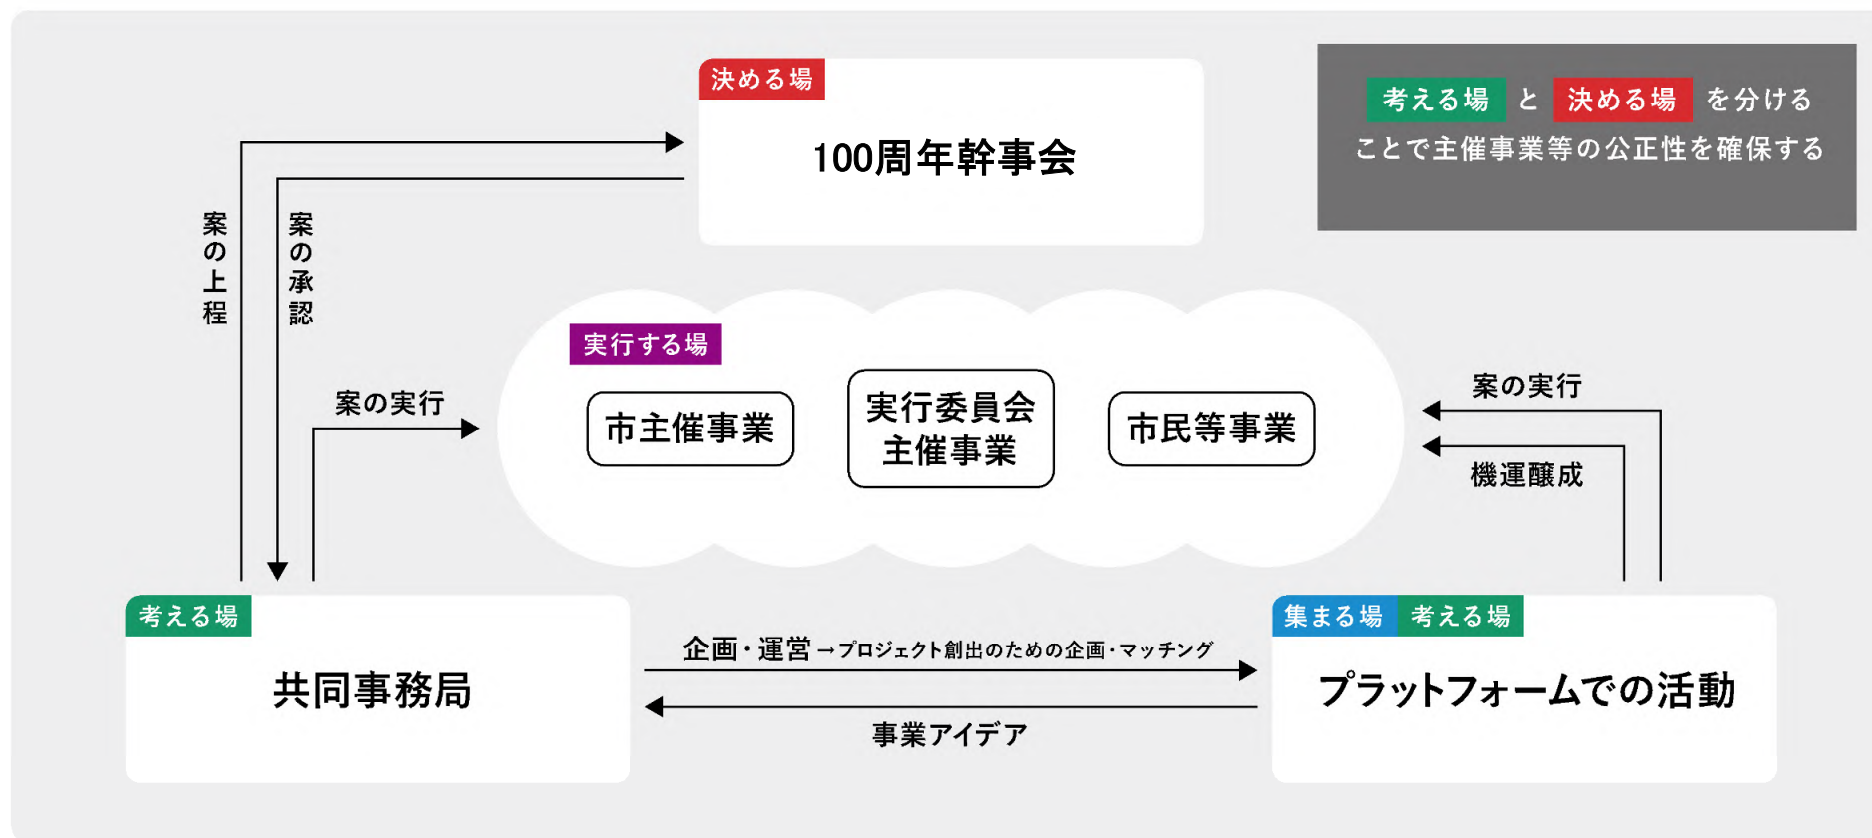 決める場
100周年幹事会
考える場 と 決める場 を分ける
ことで主催事業等の公正性を確保する
案の上程
案の承認
実行する場
市主催事業
実行委員会
主催事業
市民等事業
案の実行
案の実行
機運醸成
考える場
共同事務局
企画・運営→プロジェクト創出のための企画・マッチング
事業アイデア
集まる場 考える場
プラットフォームでの活動